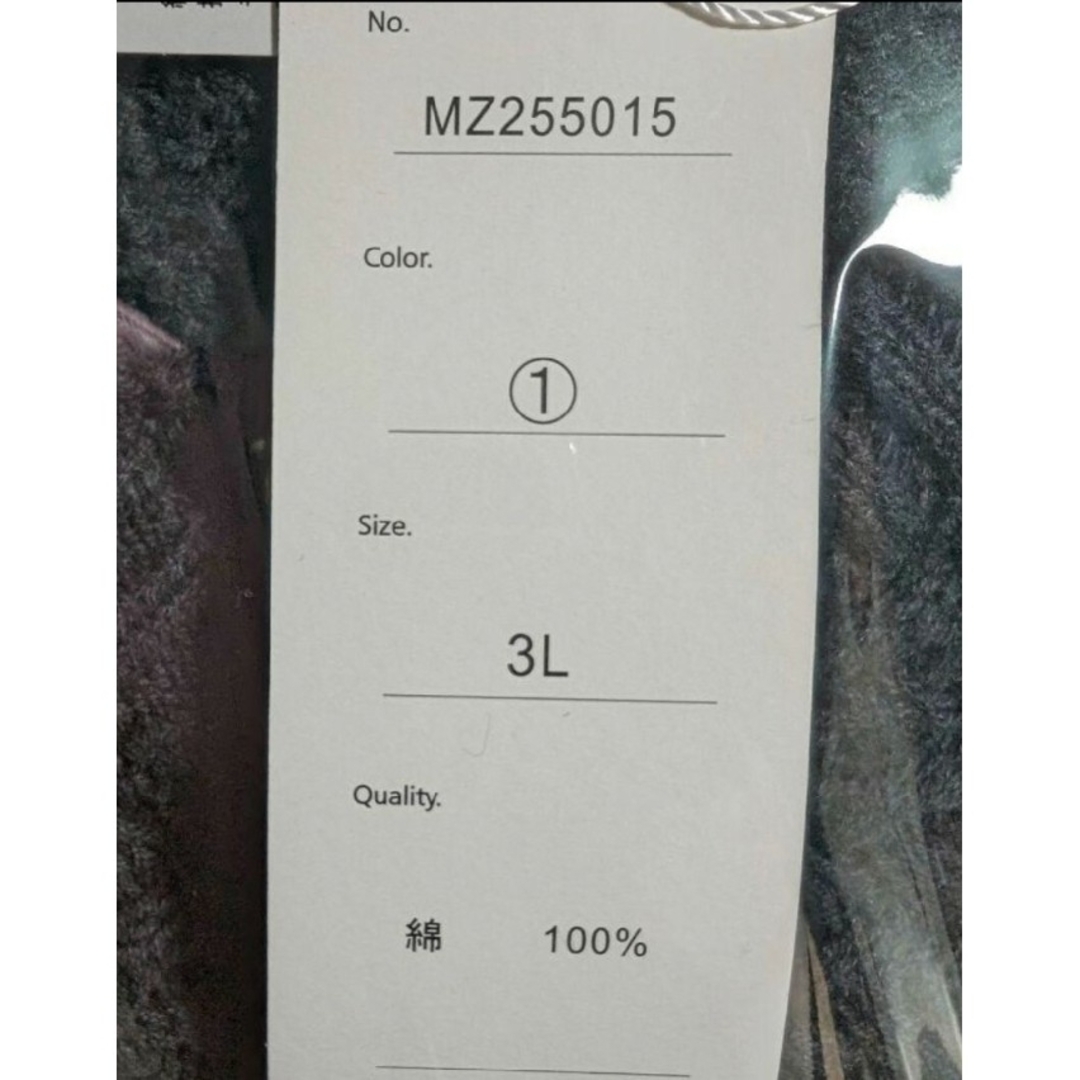 No.
MZ255015
Color.
①
Size.
3L
Quality.
綿 100%